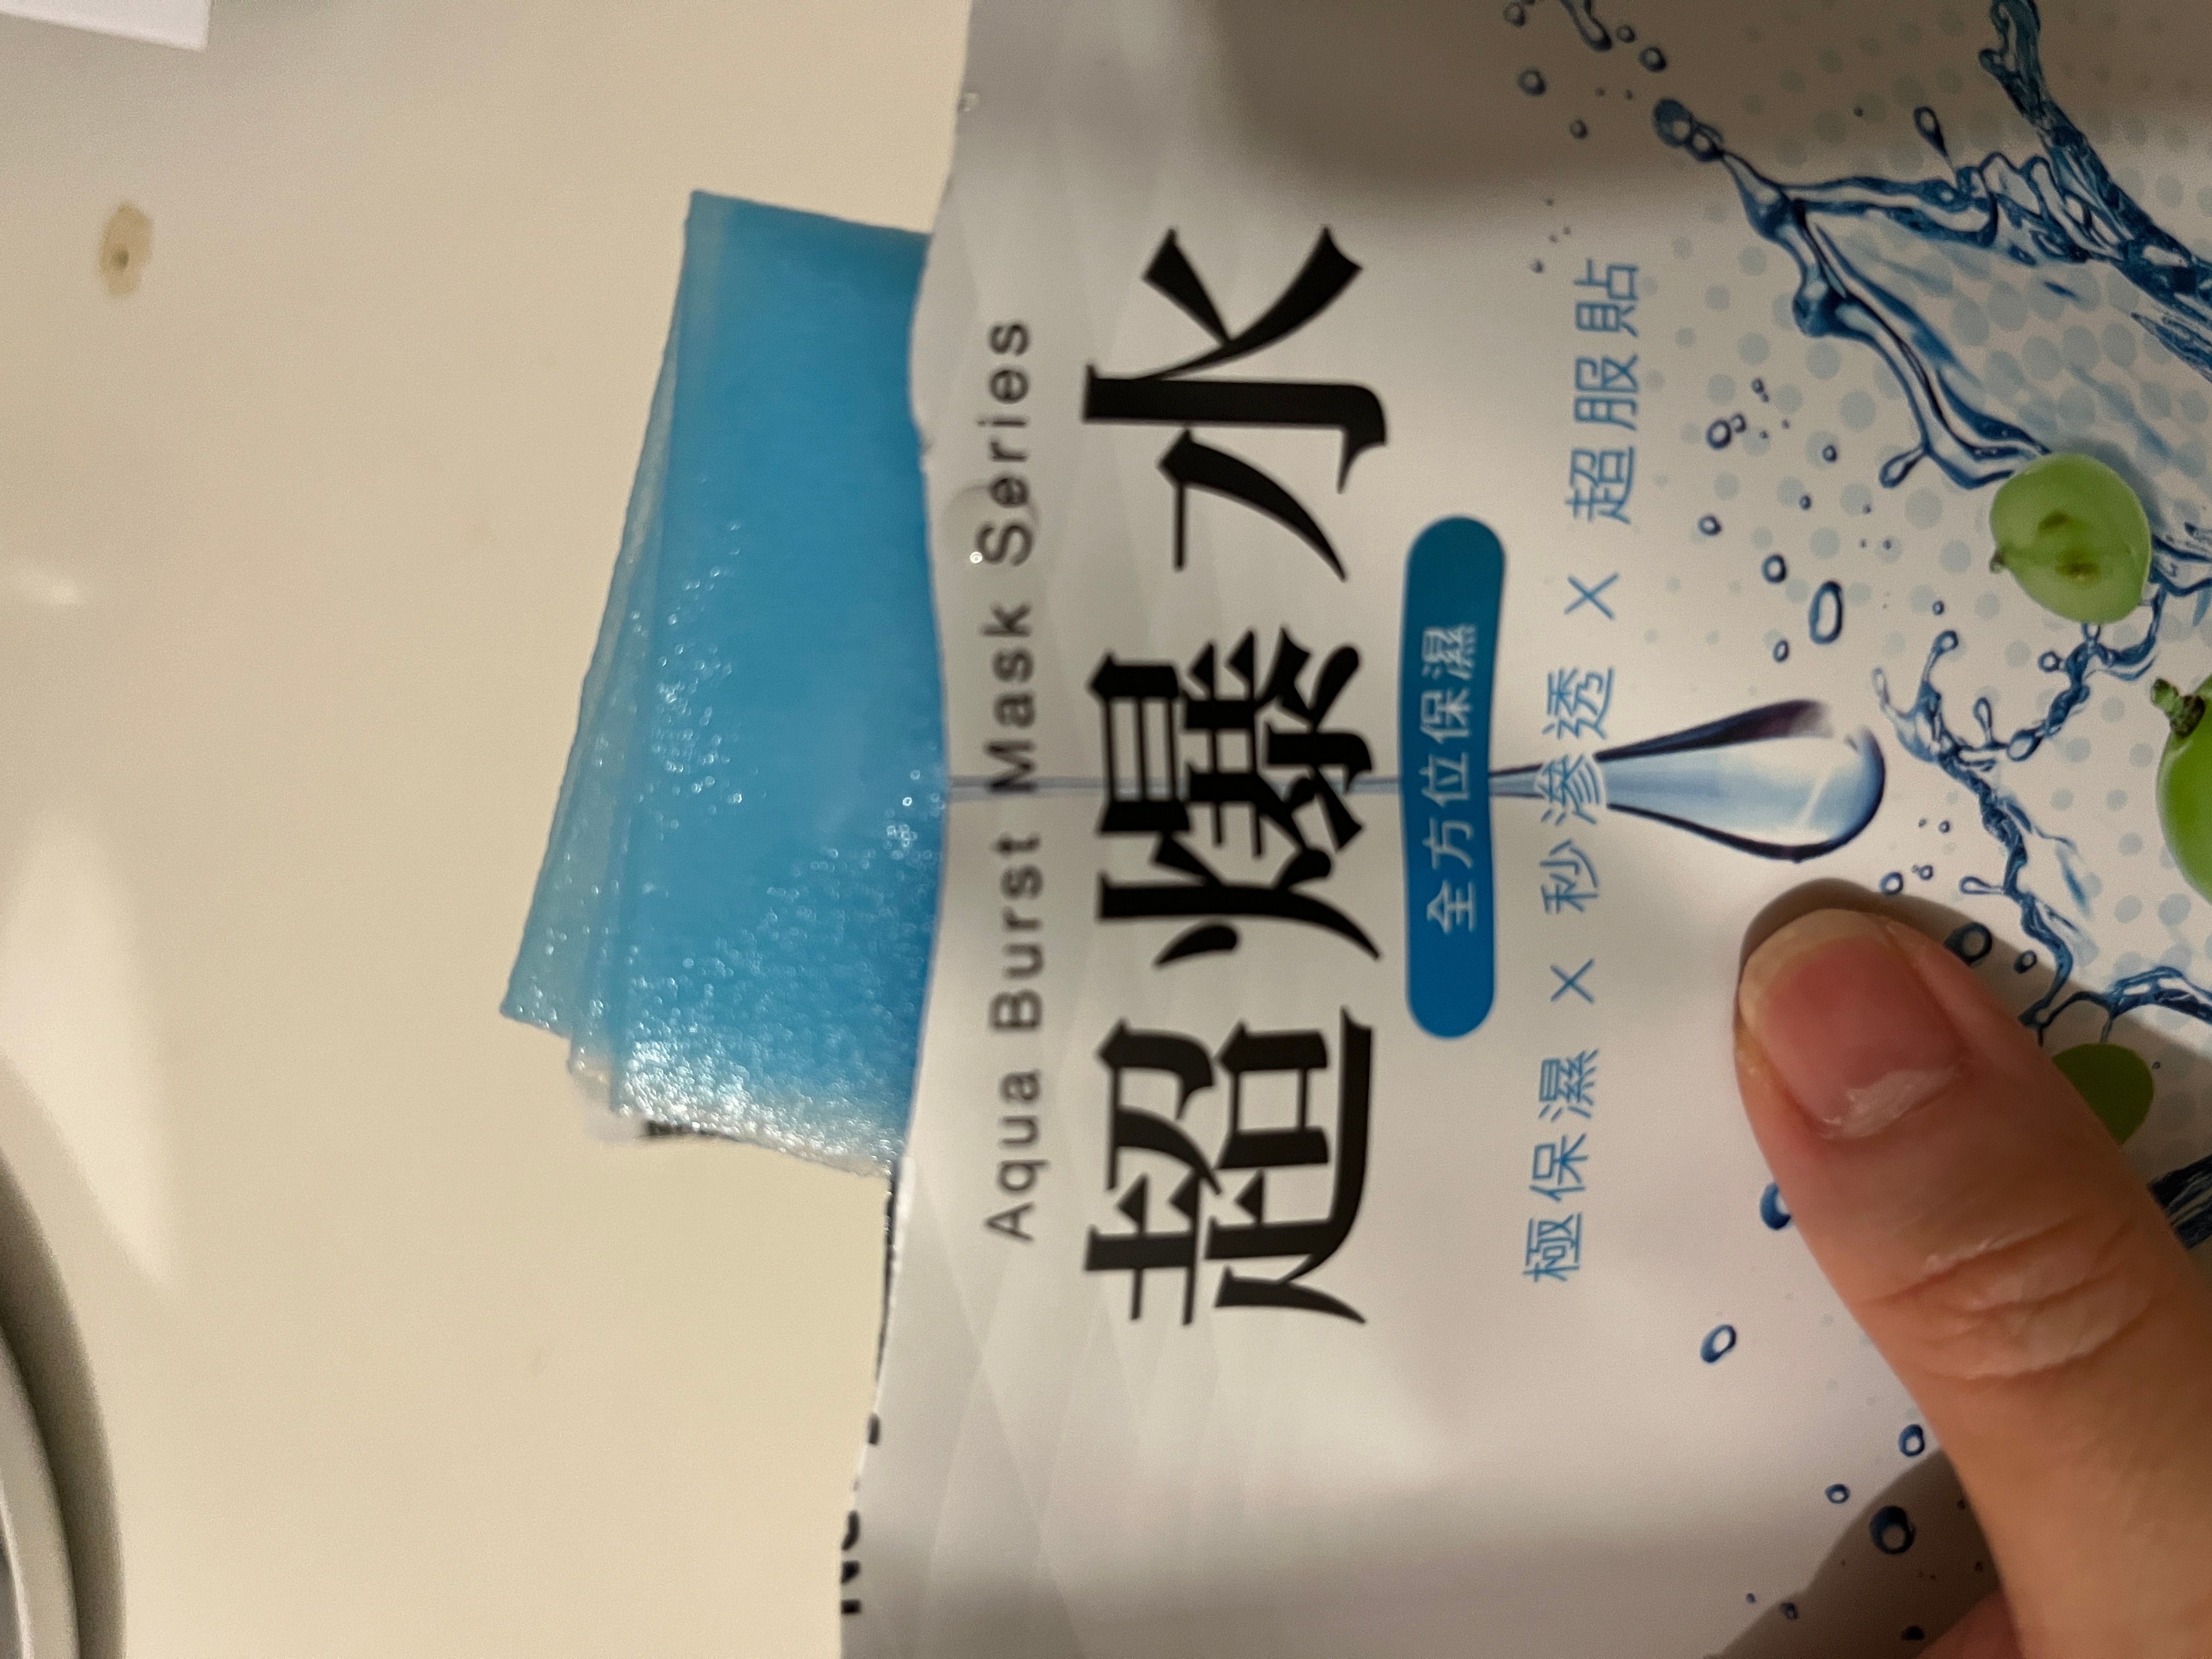 Aqua Burst Mask Series
超爆水
全方位保濕
極保濕 × 秒滲透 × 超服貼